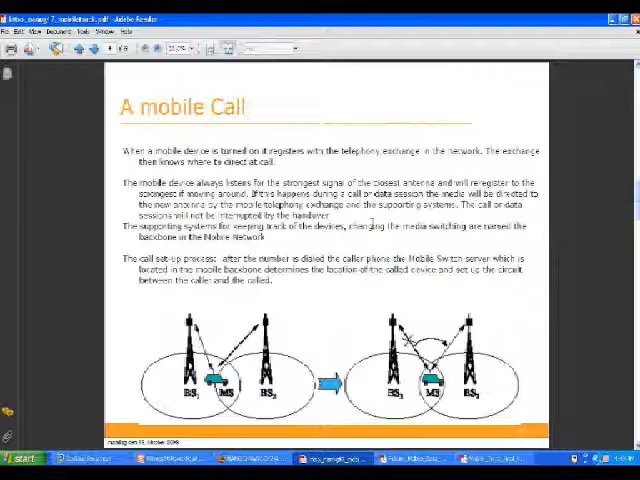 File Edit View Document Tools Window Help
A mobile Call
When a mobile device is turned on it registers with the telephony exchange in the network. The exchange
then knows where to direct at call.
The mobile device always listens for the strongest signal of the closest antenna and will reregister to the
strongest if moving around. If this happens during a call or data session the media will be directed to
the new antenna by the mobile telephony exchange and the supporting systems. The call or data
sessions will not be interrupted by the handover
The supporting systems for keeping track of the devices, changing the media switching are named the
backbone in the Mobile Network
The call set-up process: after the number is dialed the caller phone the Mobile Switch server which is
located in the mobile backbone determines the location of the called device and set up the circuit
between the caller and the called.
BS1 MS BS2 BS1 MS BS2
start